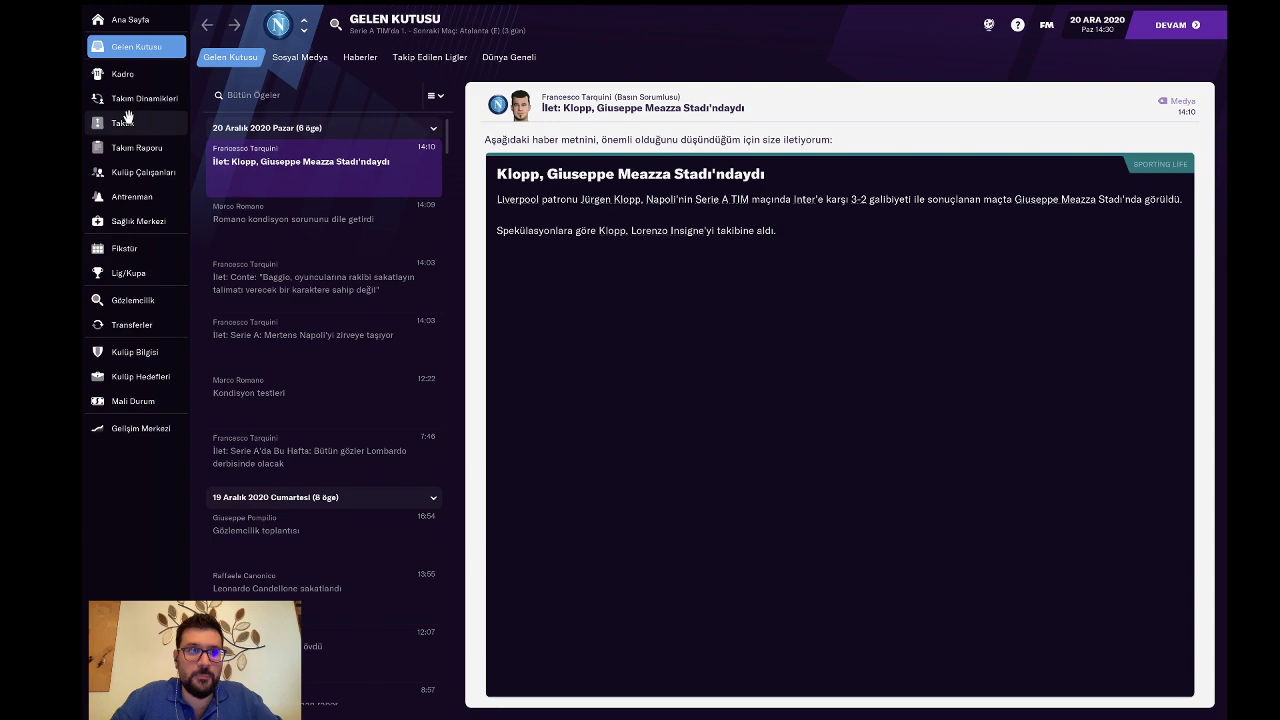 Ana Sayfa
Gelen Kutusu
Kadro
Takım Dinamikleri
Taktik
Takım Raporu
Kulüp Çalışanları
Antrenman
Sağlık Merkezi
Fikstür
Lig/Kupa
Gözlemcilik
Transferler
Kulüp Bilgisi
Kulüp Hedefleri
Mali Durum
Gelişim Merkezi
N
GELEN KUTUSU
Serie A TIM'da 1. - Sonraki Maç: Atalanta (E) (3 gün)
?
FM
20 ARA 2020
Paz 14:30
DEVAM
Gelen Kutusu
Sosyal Medya
Haberler
Takip Edilen Ligler
Dünya Geneli
Bütün Ögeler
20 Aralık 2020 Pazar (6 öge)
Francesco Tarquini 14:10
İlet: Klopp, Giuseppe Meazza Stadı'ndaydı
Marco Romano 14:09
Romano kondisyon sorununu dile getirdi
Francesco Tarquini 14:03
İlet: Conte: "Baggio, oyuncularına rakibi sakatlayın
talimatı verecek bir karaktere sahip değil"
Francesco Tarquini 14:03
İlet: Serie A: Mertens Napoli'yi zirveye taşıyor
Marco Romano 12:22
Kondisyon testleri
Francesco Tarquini 7:46
İlet: Serie A'da Bu Hafta: Bütün gözler Lombardo
derbisinde olacak
19 Aralık 2020 Cumartesi (8 öge)
Giuseppe Pompilio 16:54
Gözlemcilik toplantısı
Raffaele Canonico 13:55
Leonardo Candellone sakatlandı
12:07
övdü
8:57
Francesco Tarquini (Basın Sorumlusu)
İlet: Klopp, Giuseppe Meazza Stadı'ndaydı
Medya
14:10
Aşağıdaki haber metnini, önemli olduğunu düşündüğüm için size iletiyorum:
SPORTING LIFE
Klopp, Giuseppe Meazza Stadı'ndaydı
Liverpool patronu Jürgen Klopp, Napoli'nin Serie A TIM maçında Inter'e karşı 3-2 galibiyeti ile sonuçlanan maçta Giuseppe Meazza Stadı'nda görüldü.
Spekülasyonlara göre Klopp, Lorenzo Insigne'yi takibine aldı.